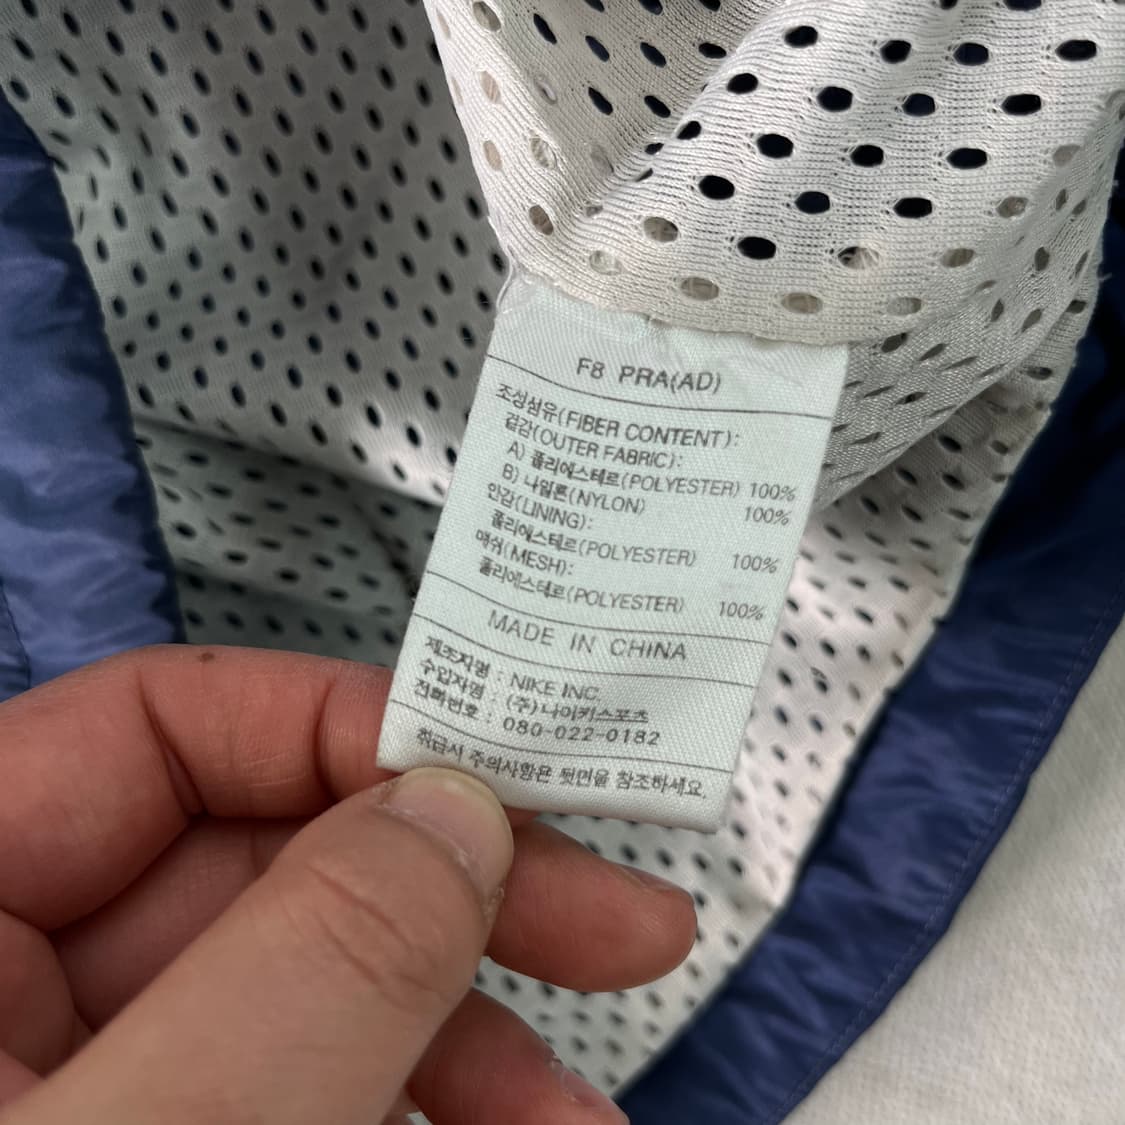 F8 PRA(AD)
조성섬유(FIBER CONTENT):
겉감(OUTER FABRIC):
A) 폴리에스테르(POLYESTER) 100%
B) 나일론(NYLON) 100%
안감(LINING):
폴리에스테르(POLYESTER) 100%
매쉬(MESH):
폴리에스테르(POLYESTER) 100%
MADE IN CHINA
제조자명 : NIKE INC
수입자명 : (주)나이키스포츠
전화번호 : 080-022-0182
취급시 주의사항은 뒷면을 참조하세요.